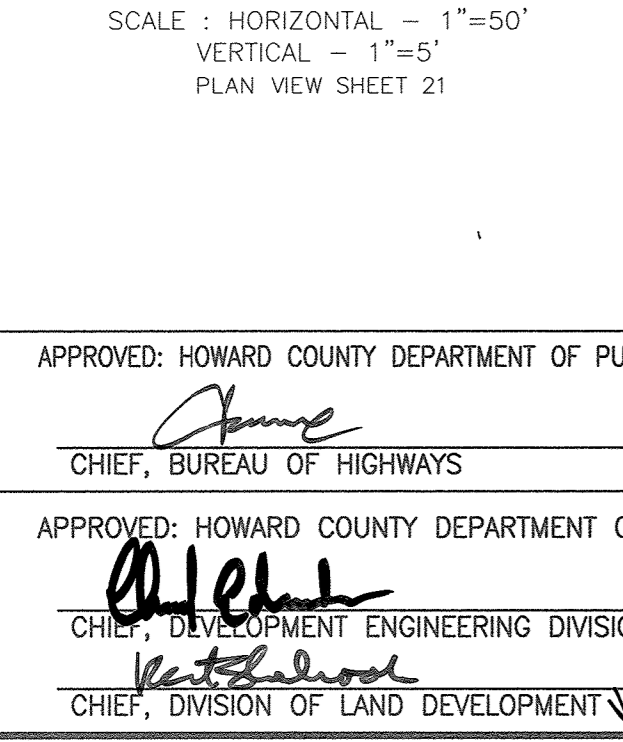 SCALE : HORIZONTAL – 1"=50'
VERTICAL – 1"=5'
PLAN VIEW SHEET 21
APPROVED: HOWARD COUNTY DEPARTMENT OF PU
CHIEF, BUREAU OF HIGHWAYS
APPROVED: HOWARD COUNTY DEPARTMENT
CHIEF, DEVELOPMENT ENGINEERING DIVISIO
CHIEF, DIVISION OF LAND DEVELOPMENT